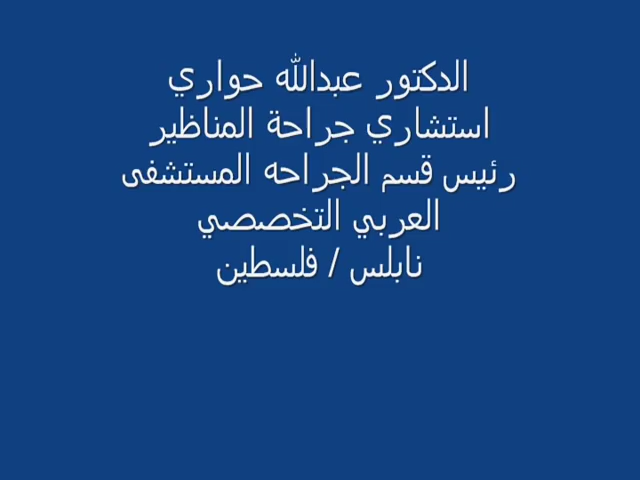 الدكتور عبدالله حواري
استشاري جراحة المناظير
رئيس قسم الجراحه المستشفى
العربي التخصصي
نابلس / فلسطين